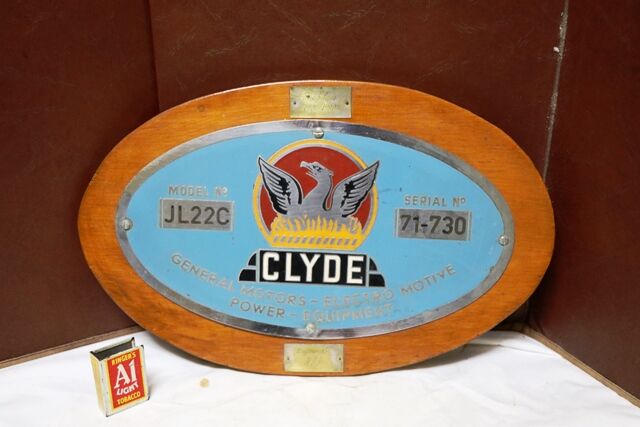 MODEL Nº
JL22C
SERIAL Nº
71-730
CLYDE
GENERAL MOTORS - ELECTRO MOTIVE
POWER - EQUIPMENT
RINGER'S
A1
LIGHT
TOBACCO